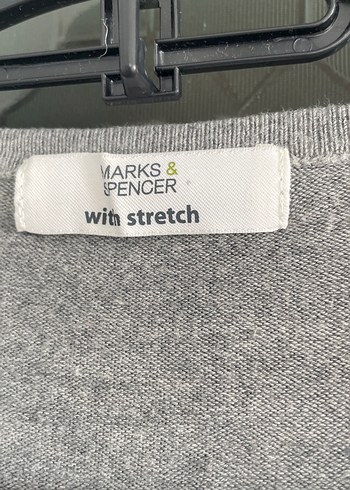 MARKS &
SPENCER
with stretch